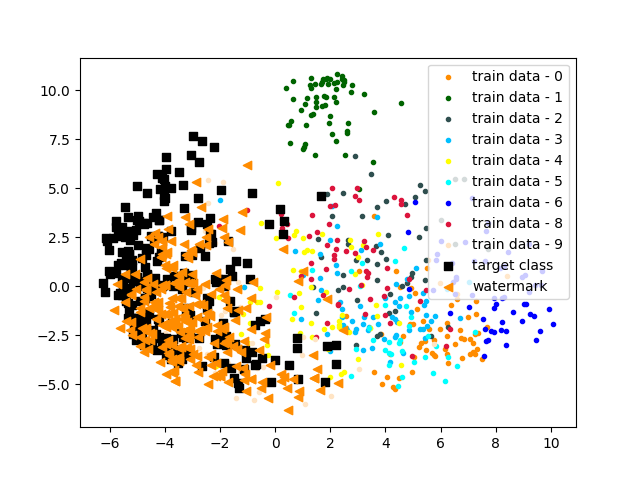 train data - 0
train data - 1
train data - 2
train data - 3
train data - 4
train data - 5
train data - 6
train data - 8
train data - 9
target class
watermark
10.0
7.5
5.0
2.5
0.0
−2.5
−5.0
−6 −4 −2 0 2 4 6 8 10